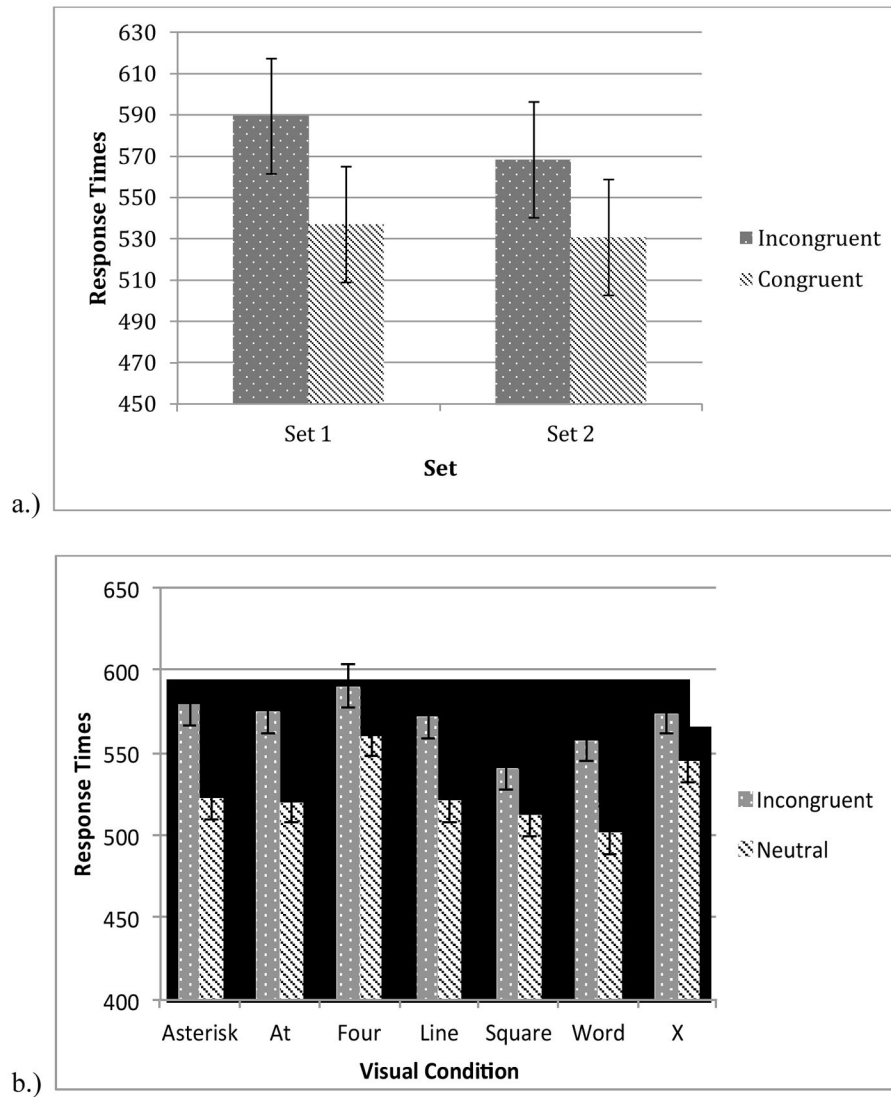 630
610
590
570
550
530
510
490
470
450
Response Times
Set 1 Set 2
Set
Incongruent
Congruent
a.)
650
600
550
500
450
400
Response Times
Asterisk At Four Line Square Word X
Visual Condition
Incongruent
Neutral
b.)